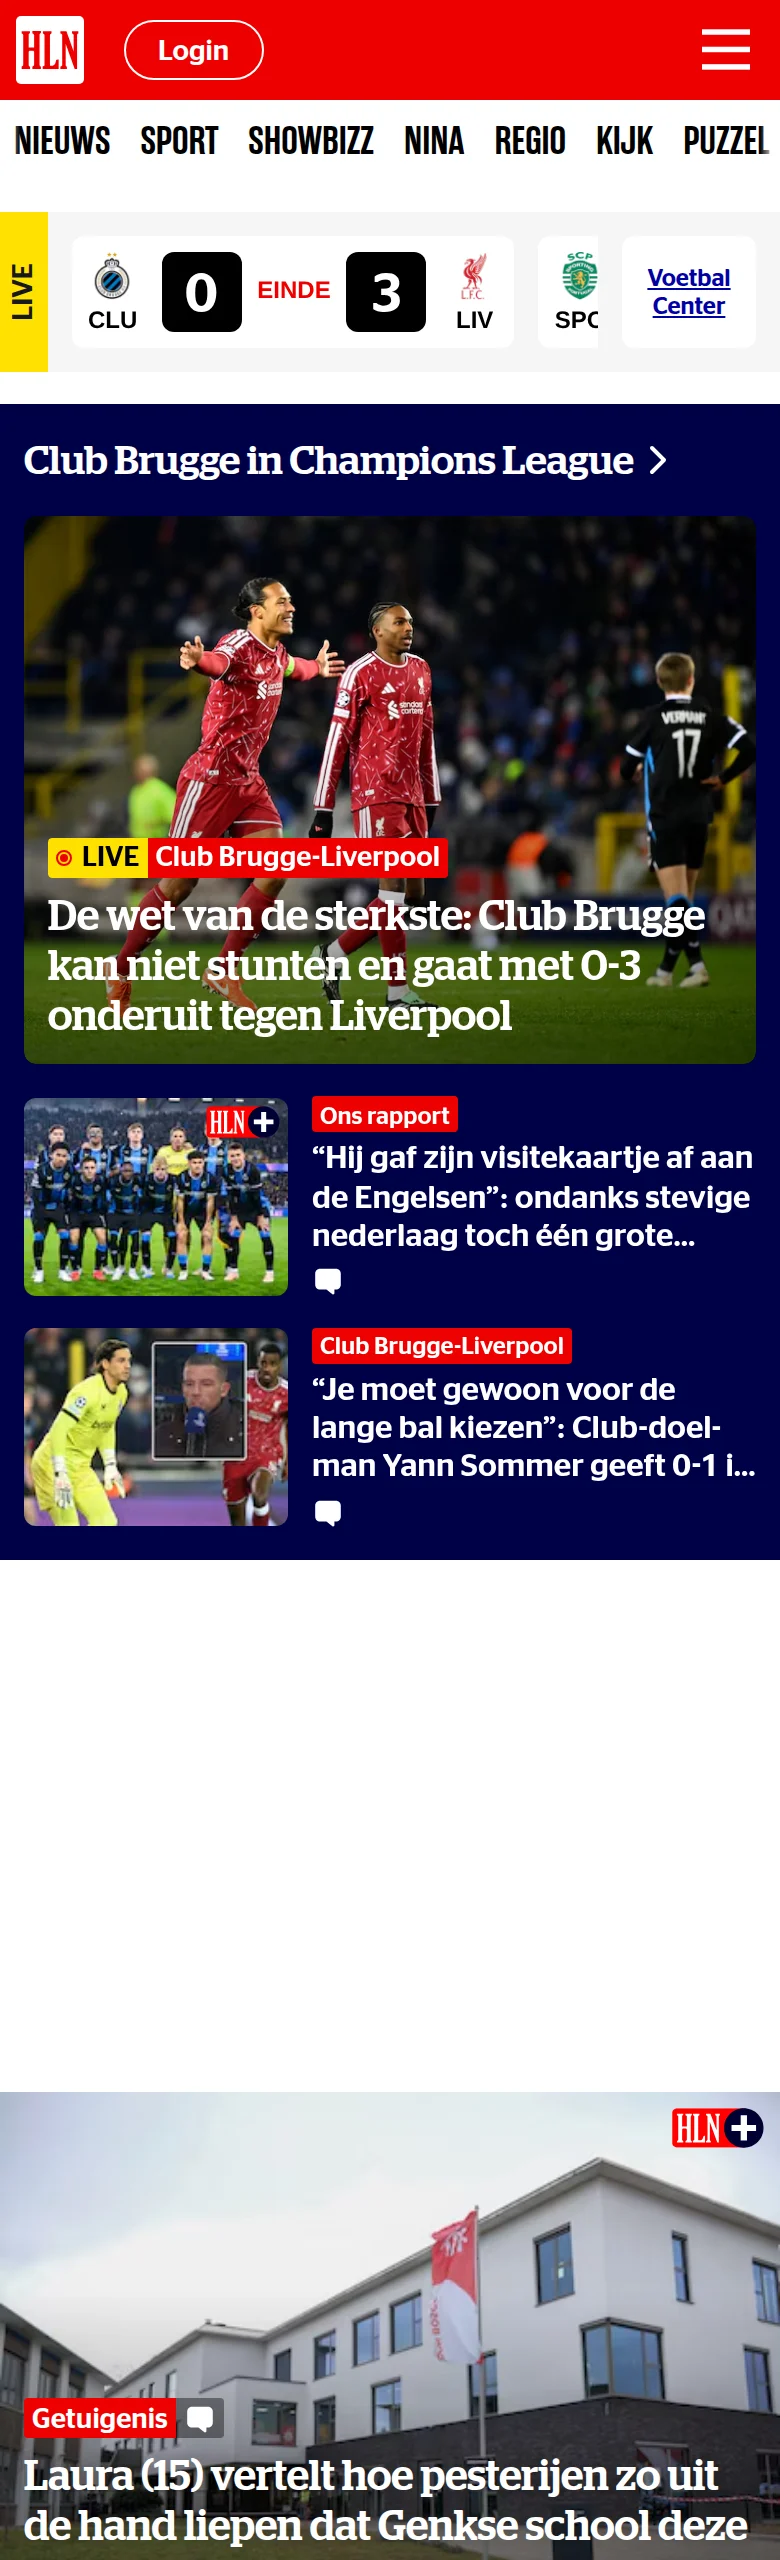 HLN
Login
NIEUWS SPORT SHOWBIZZ NINA REGIO KIJK PUZZEL
LIVE
CLU
0
EINDE
3
L.F.C.
LIV
SCP
SPO
Voetbal
Center
Club Brugge in Champions League
VERMANT
17
LIVE Club Brugge-Liverpool
De wet van de sterkste: Club Brugge
kan niet stunten en gaat met 0-3
onderuit tegen Liverpool
HLN+
Ons rapport
“Hij gaf zijn visitekaartje af aan
de Engelsen”: ondanks stevige
nederlaag toch één grote...
Club Brugge-Liverpool
“Je moet gewoon voor de
lange bal kiezen”: Club-doel-
man Yann Sommer geeft 0-1 i...
HLN+
Getuigenis
Laura (15) vertelt hoe pesterijen zo uit
de hand liepen dat Genkse school deze